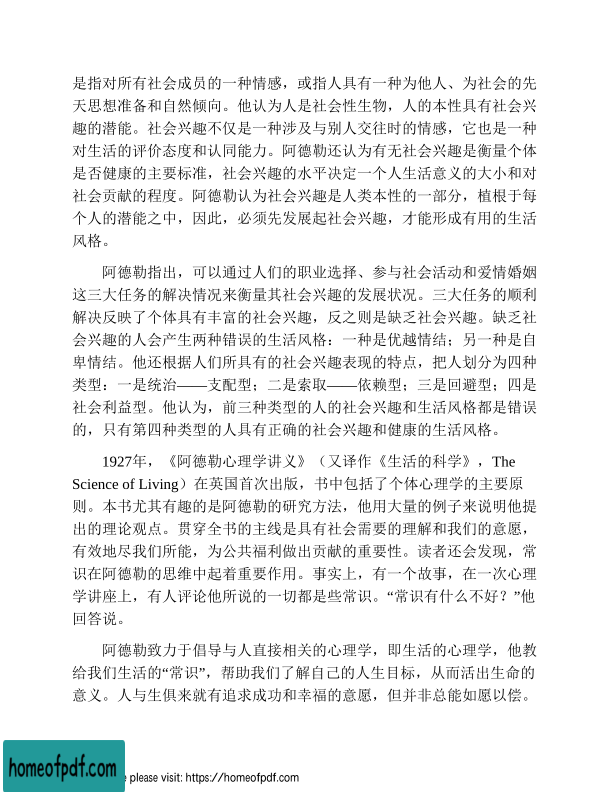 是指对所有社会成员的一种情感，或指人具有一种为他人、为社会的先
天思想准备和自然倾向。他认为人是社会性生物，人的本性具有社会兴
趣的潜能。社会兴趣不仅是一种涉及与别人交往时的情感，它也是一种
对生活的评价态度和认同能力。阿德勒还认为有无社会兴趣是衡量个体
是否健康的主要标准，社会兴趣的水平决定一个人生活意义的大小和对
社会贡献的程度。阿德勒认为社会兴趣是人类本性的一部分，植根于每
个人的潜能之中，因此，必须先发展起社会兴趣，才能形成有用的生活
风格。
阿德勒指出，可以通过人们的职业选择、参与社会活动和爱情婚姻
这三大任务的解决情况来衡量其社会兴趣的发展状况。三大任务的顺利
解决反映了个体具有丰富的社会兴趣，反之则是缺乏社会兴趣。缺乏社
会兴趣的人会产生两种错误的生活风格：一种是优越情结；另一种是自
卑情结。他还根据人们所具有的社会兴趣表现的特点，把人划分为四种
类型：一是统治——支配型；二是索取——依赖型；三是回避型；四是
社会利益型。他认为，前三种类型的人的社会兴趣和生活风格都是错误
的，只有第四种类型的人具有正确的社会兴趣和健康的生活风格。
1927年，《阿德勒心理学讲义》（又译作《生活的科学》，The
Science of Living）在英国首次出版，书中包括了个体心理学的主要原
则。本书尤其有趣的是阿德勒的研究方法，他用大量的例子来说明他提
出的理论观点。贯穿全书的主线是具有社会需要的理解和我们的意愿，
有效地尽我们所能，为公共福利做出贡献的重要性。读者还会发现，常
识在阿德勒的思维中起着重要作用。事实上，有一个故事，在一次心理
学讲座上，有人评论他所说的一切都是些常识。“常识有什么不好？”他
回答说。
阿德勒致力于倡导与人直接相关的心理学，即生活的心理学，他教
给我们生活的“常识”，帮助我们了解自己的人生目标，从而活出生命的
意义。人与生俱来就有追求成功和幸福的意愿，但并非总能如愿以偿。
homeofpdf.com
e please visit: https://homeofpdf.com